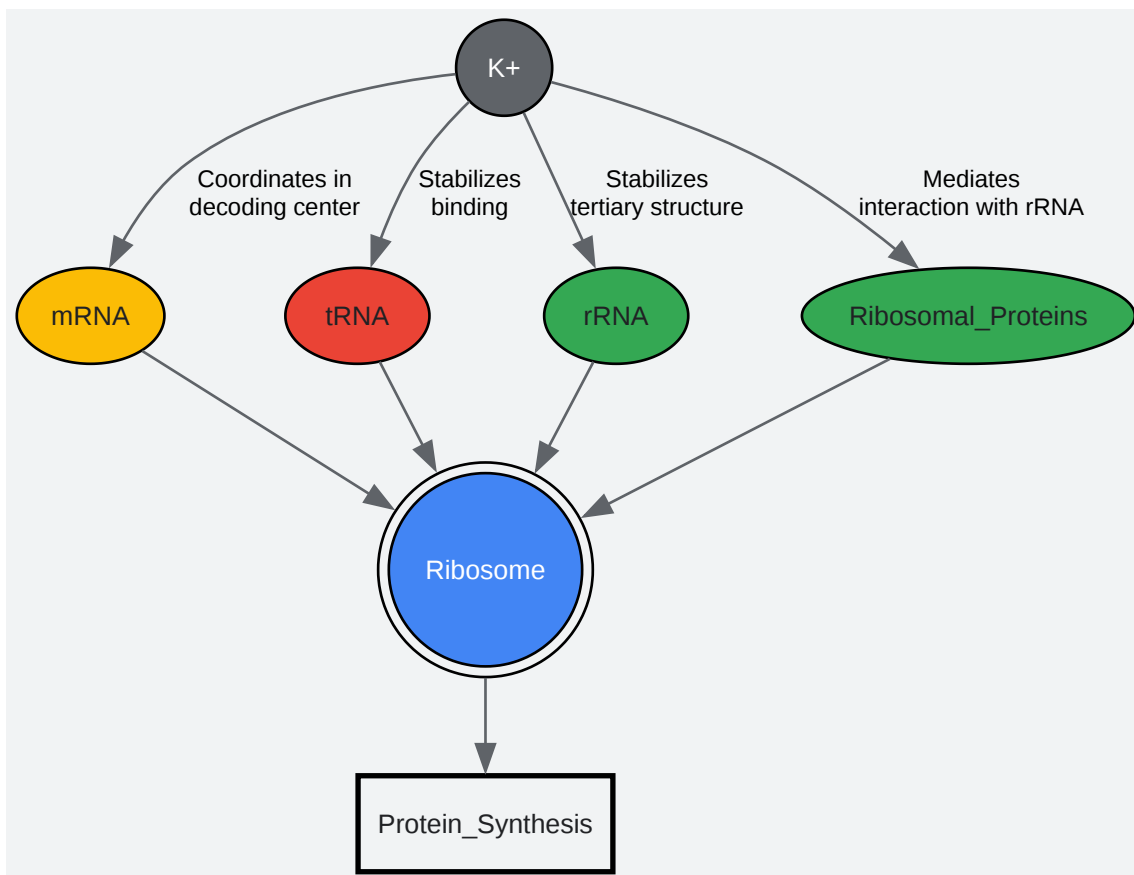 K+
Coordinates in
decoding center
Stabilizes
binding
Stabilizes
tertiary structure
Mediates
interaction with rRNA
mRNA
tRNA
rRNA
Ribosomal_Proteins
Ribosome
Protein_Synthesis